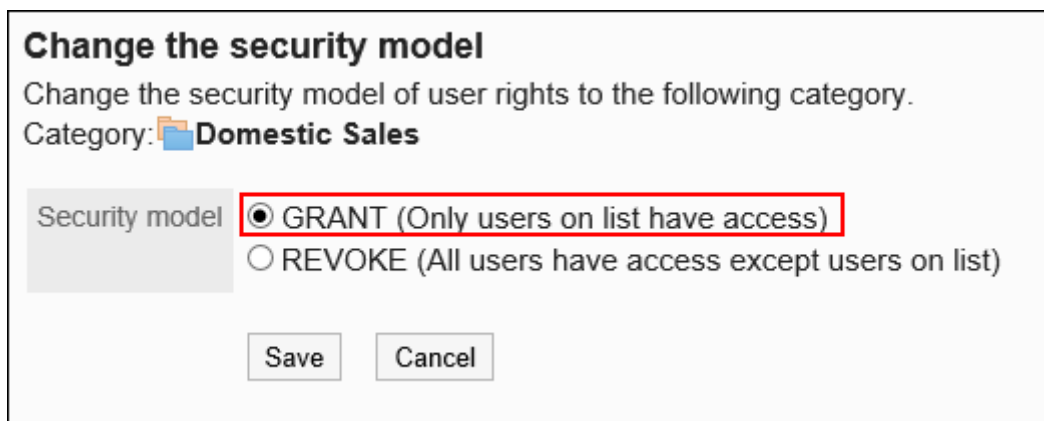 Change the security model
Change the security model of user rights to the following category.
Category: Domestic Sales
Security model
GRANT (Only users on list have access)
REVOKE (All users have access except users on list)
Save Cancel